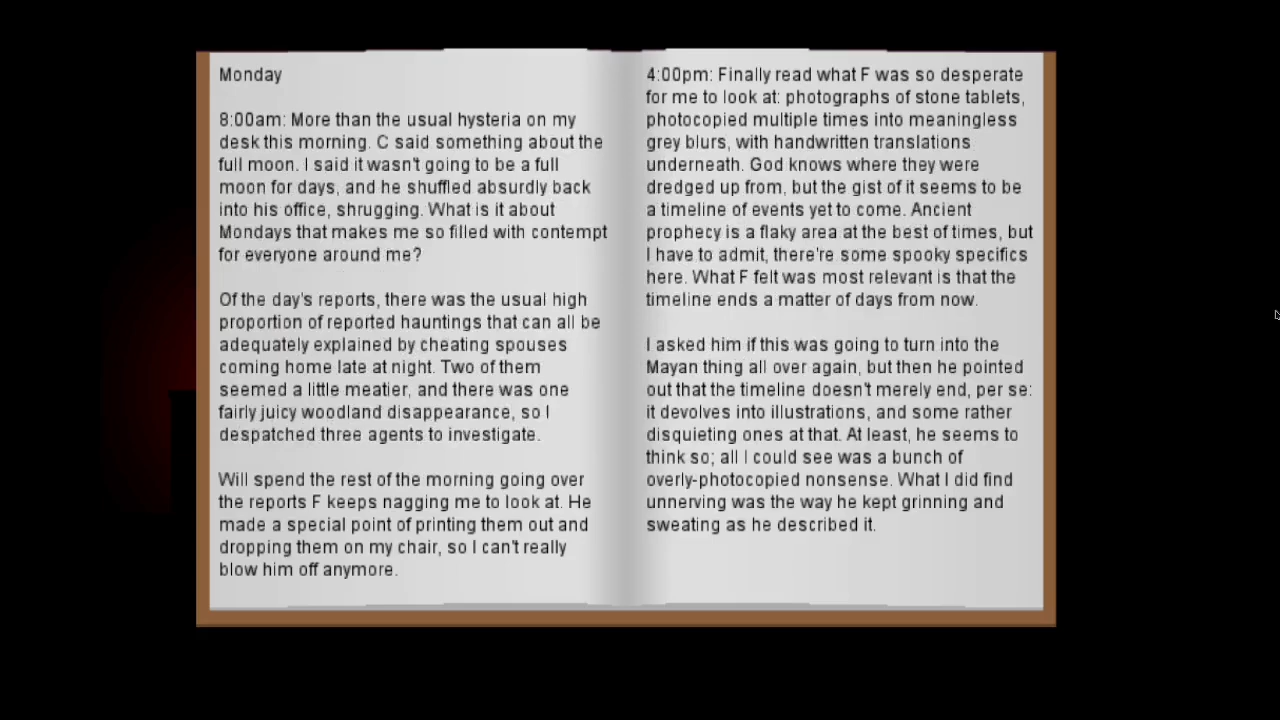 Monday
8:00am: More than the usual hysteria on my
desk this morning. C said something about the
full moon. I said it wasn't going to be a full
moon for days, and he shuffled absurdly back
into his office, shrugging. What is it about
Mondays that makes me so filled with contempt
for everyone around me?
Of the day's reports, there was the usual high
proportion of reported hauntings that can all be
adequately explained by cheating spouses
coming home late at night. Two of them
seemed a little meatier, and there was one
fairly juicy woodland disappearance, so I
despatched three agents to investigate.
Will spend the rest of the morning going over
the reports F keeps nagging me to look at. He
made a special point of printing them out and
dropping them on my chair, so I can't really
blow him off anymore.
4:00pm: Finally read what F was so desperate
for me to look at: photographs of stone tablets,
photocopied multiple times into meaningless
grey blurs, with handwritten translations
underneath. God knows where they were
dredged up from, but the gist of it seems to be
a timeline of events yet to come. Ancient
prophecy is a flaky area at the best of times, but
I have to admit, there're some spooky specifics
here. What F felt was most relevant is that the
timeline ends a matter of days from now.
I asked him if this was going to turn into the
Mayan thing all over again, but then he pointed
out that the timeline doesn't merely end, per se:
it devolves into illustrations, and some rather
disquieting ones at that. At least, he seems to
think so; all I could see was a bunch of
overly-photocopied nonsense. What I did find
unnerving was the way he kept grinning and
sweating as he described it.